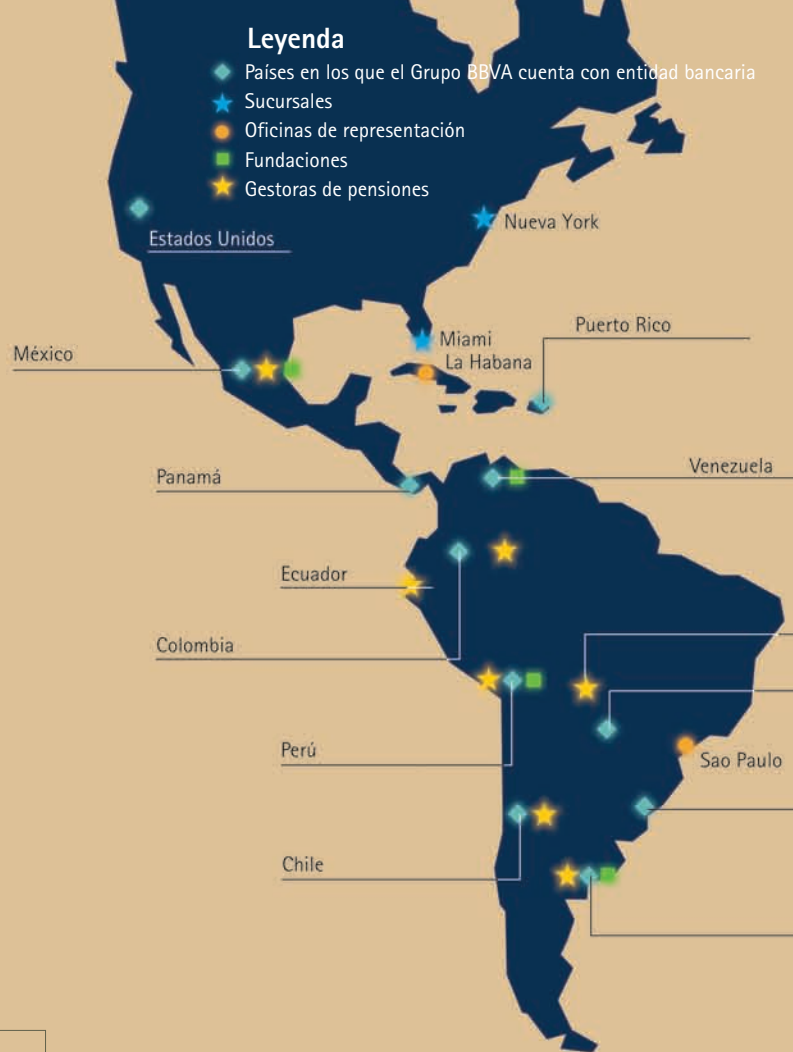 Leyenda
Países en los que el Grupo BBVA cuenta con entidad bancaria
Sucursales
Oficinas de representación
Fundaciones
Gestoras de pensiones
Nueva York
Estados Unidos
Puerto Rico
Miami
México
La Habana
Venezuela
Panamá
Ecuador
Colombia
Perú
Sao Paulo
Chile